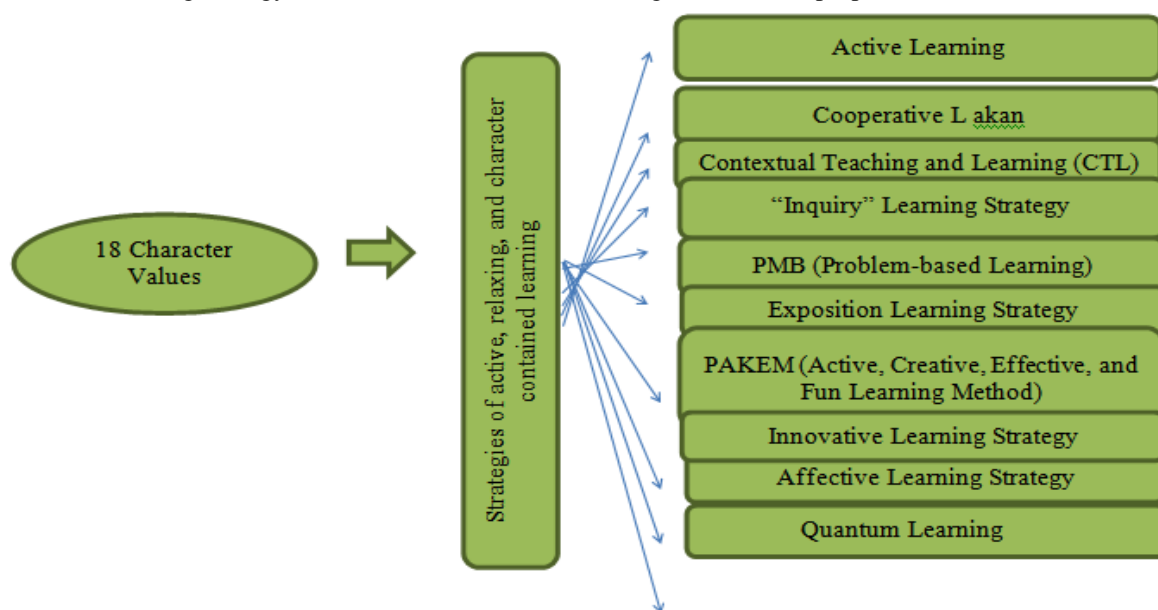 18 Character
Values
Strategies of active, relaxing, and character
contained learning
Active Learning
Cooperative L akan
Contextual Teaching and Learning (CTL)
“Inquiry” Learning Strategy
PMB (Problem-based Learning)
Exposition Learning Strategy
PAKEM (Active, Creative, Effective, and
Fun Learning Method)
Innovative Learning Strategy
Affective Learning Strategy
Quantum Learning